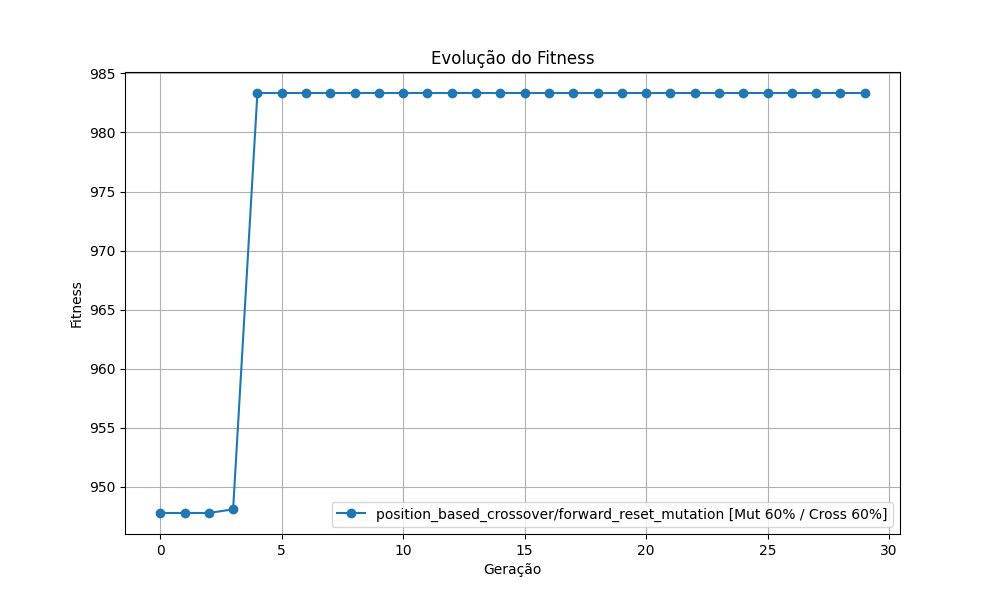 Evolução do Fitness
Fitness
985
980
975
970
965
960
955
950
position_based_crossover/forward_reset_mutation [Mut 60% / Cross 60%]
0 5 10 15 20 25 30
Geração